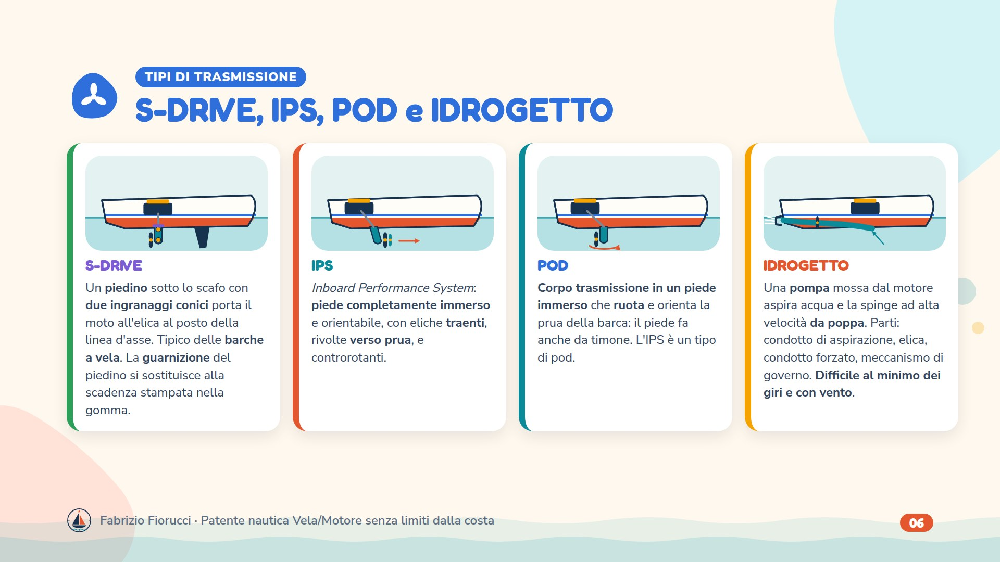 TIPI DI TRASMISSIONE
S-DRIVE, IPS, POD e IDROGETTO
S-DRIVE
Un piedino sotto lo scafo con
due ingranaggi conici porta il
moto all'elica al posto della
linea d'asse. Tipico delle barche
a vela. La guarnizione del
piedino si sostituisce alla
scadenza stampata nella
gomma.
IPS
Inboard Performance System:
piede completamente immerso
e orientabile, con eliche traenti,
rivolte verso prua, e
controrotanti.
POD
Corpo trasmissione in un piede
immerso che ruota e orienta la
prua della barca: il piede fa
anche da timone. L'IPS è un tipo
di pod.
IDROGETTO
Una pompa mossa dal motore
aspira acqua e la spinge ad alta
velocità da poppa. Parti:
condotto di aspirazione, elica,
condotto forzato, meccanismo di
governo. Difficile al minimo dei
giri e con vento.
Fabrizio Fiorucci · Patente nautica Vela/Motore senza limiti dalla costa
06